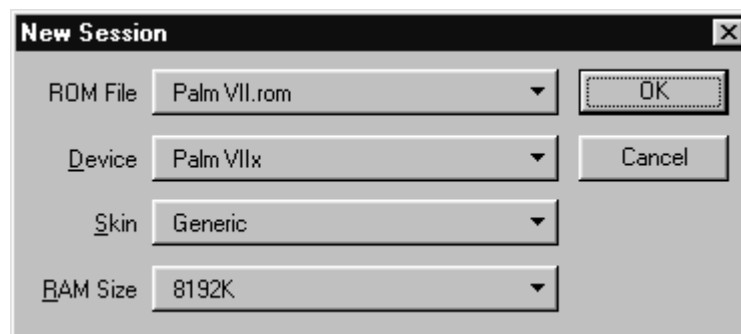 New Session
ROM File Palm VII.rom OK
Device Palm VIIx Cancel
Skin Generic
RAM Size 8192K